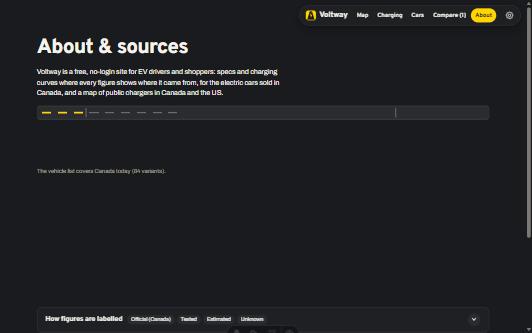 Voltway Map Charging Cars Compare (1) About
About & sources
Voltway is a free, no-login site for EV drivers and shoppers: specs and charging
curves where every figure shows where it came from, for the electric cars sold in
Canada, and a map of public chargers in Canada and the US.
The vehicle list covers Canada today (84 variants).
How figures are labelled Official (Canada) Tested Estimated Unknown